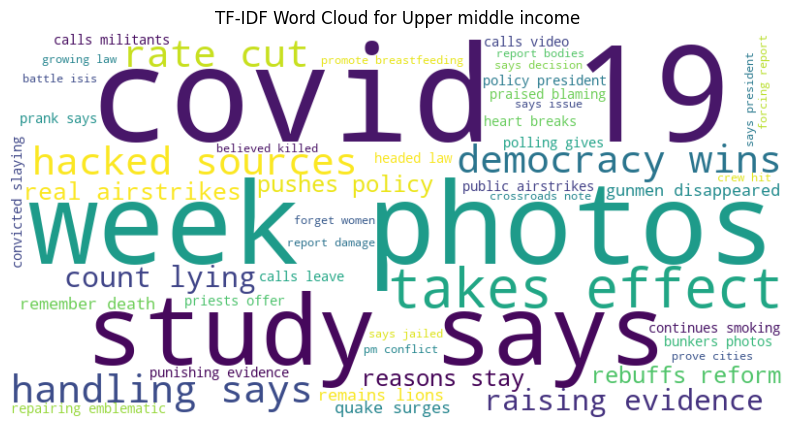 TF-IDF Word Cloud for Upper middle income
calls militants
rate cut
growing law
promote breastfeeding
battle isis
covid 19
calls video
report bodies
says decision
policy president
praised blaming
says issue
heart breaks
says president
forcing report
prank says
believed killed
polling gives
convicted slaying
hacked sources
headed law
democracy wins
real airstrikes
pushes policy
public airstrikes
crew hit
gunmen disappeared
crossroads note
week photos
forget women
report damage
count lying
calls leave
takes effect
remember death
priests offer
study says
says jailed
continues smoking
pm conflict
bunkers photos
prove cities
punishing evidence
handling says
reasons stay
rebuffs reform
remains lions
raising evidence
repairing emblematic
quake surges